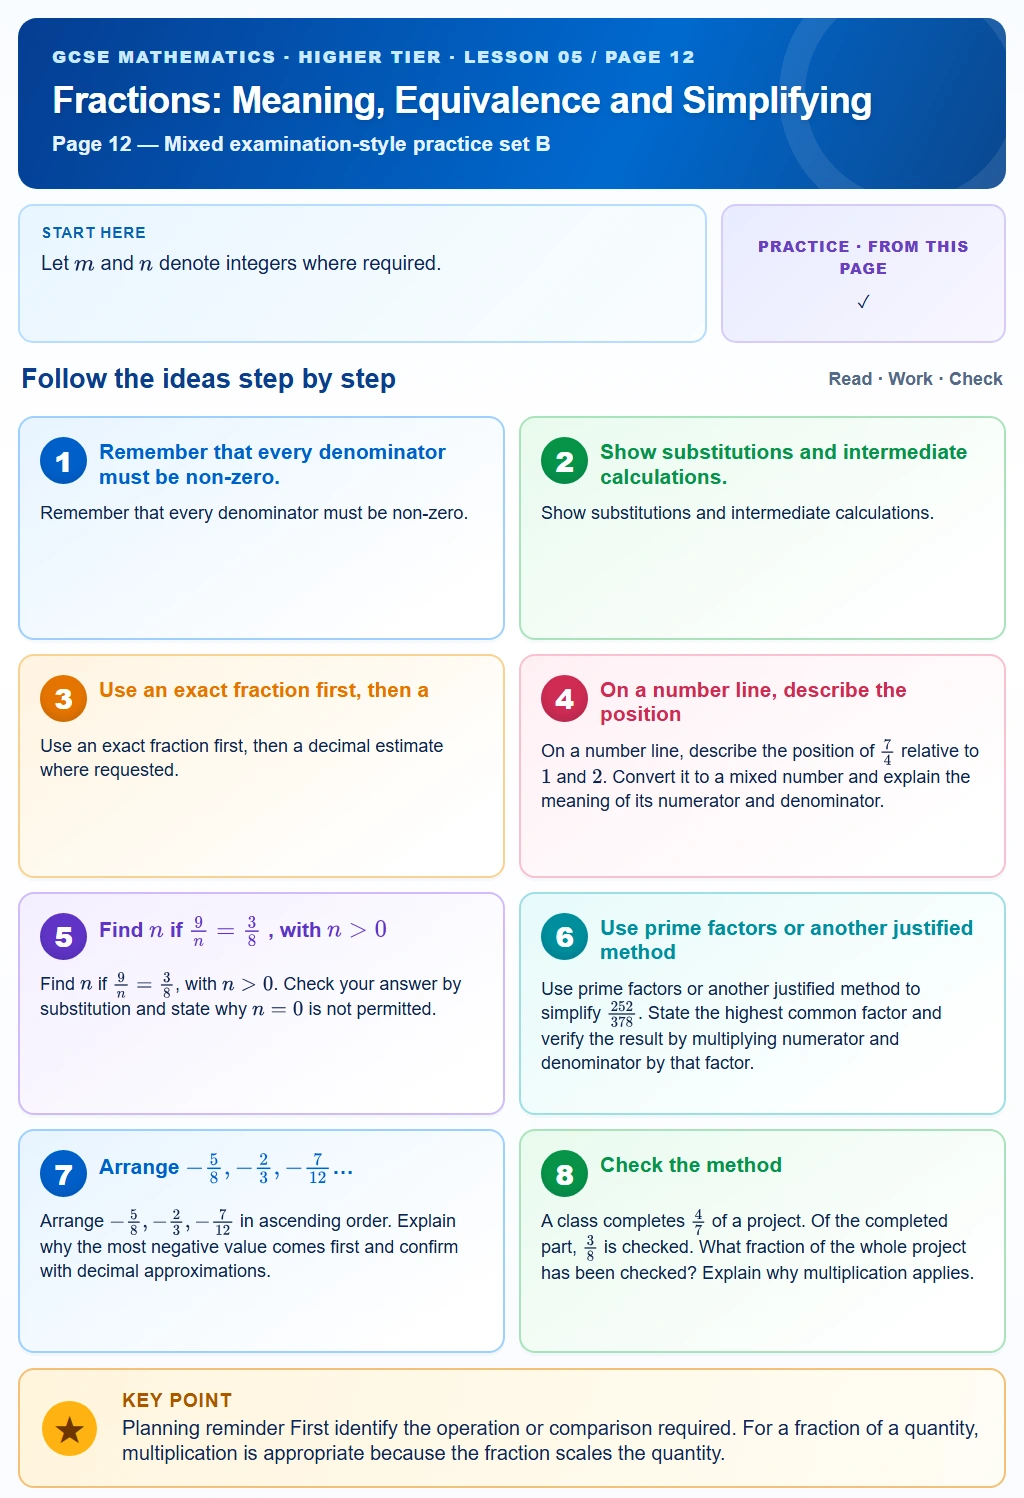 GCSE MATHEMATICS · HIGHER TIER · LESSON 05 / PAGE 12
Fractions: Meaning, Equivalence and Simplifying
Page 12 — Mixed examination-style practice set B
START HERE
Let m and n denote integers where required.
PRACTICE · FROM THIS
PAGE
✓
Follow the ideas step by step
Read · Work · Check
1
Remember that every denominator
must be non-zero.
Remember that every denominator must be non-zero.
2
Show substitutions and intermediate
calculations.
Show substitutions and intermediate calculations.
3
Use an exact fraction first, then a
Use an exact fraction first, then a decimal estimate
where requested.
4
On a number line, describe the
position
On a number line, describe the position of 7/4 relative to
1 and 2. Convert it to a mixed number and explain the
meaning of its numerator and denominator.
5
Find n if 9/n = 3/8 , with n > 0
Find n if 9/n = 3/8, with n > 0. Check your answer by
substitution and state why n = 0 is not permitted.
6
Use prime factors or another justified
method
Use prime factors or another justified method to
simplify 252/378. State the highest common factor and
verify the result by multiplying numerator and
denominator by that factor.
7
Arrange −5/8, −2/3, −7/12 …
Arrange −5/8, −2/3, −7/12 in ascending order. Explain
why the most negative value comes first and confirm
with decimal approximations.
8
Check the method
A class completes 4/7 of a project. Of the completed
part, 3/8 is checked. What fraction of the whole project
has been checked? Explain why multiplication applies.
★
KEY POINT
Planning reminder First identify the operation or comparison required. For a fraction of a quantity,
multiplication is appropriate because the fraction scales the quantity.